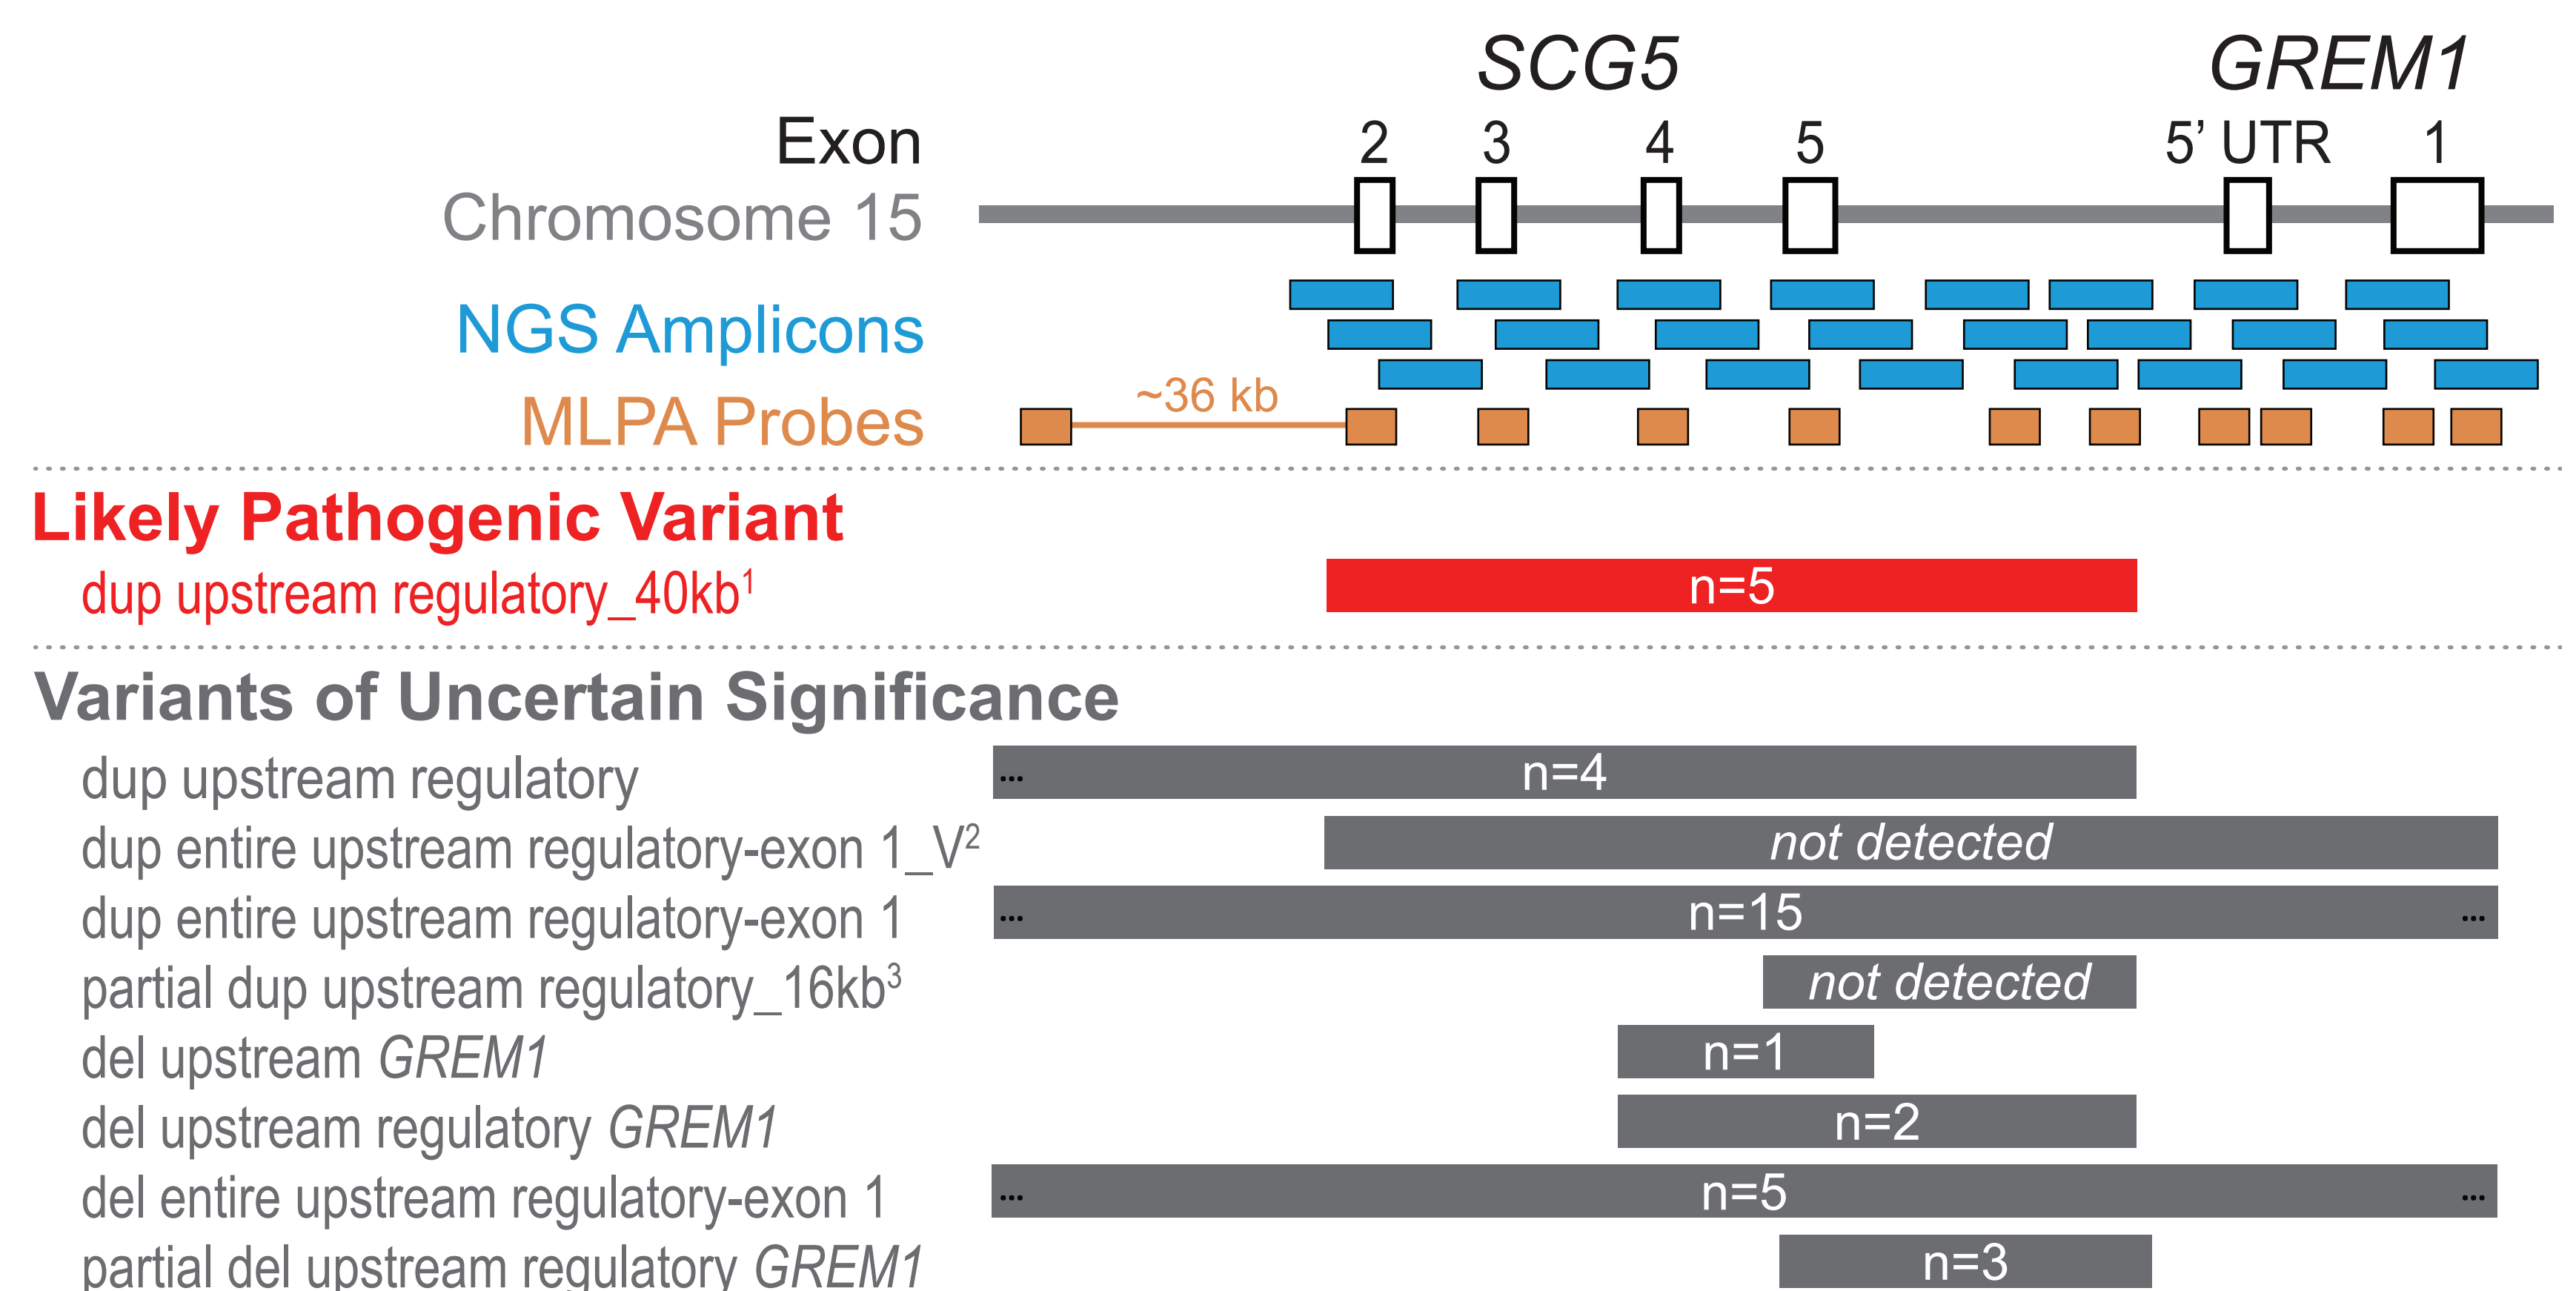 SCG5 GREM1
Exon 2 3 4 5 5’ UTR 1
Chromosome 15
NGS Amplicons
~36 kb
MLPA Probes
Likely Pathogenic Variant
dup upstream regulatory_40kb1 n=5
Variants of Uncertain Significance
dup upstream regulatory ... n=4
dup entire upstream regulatory-exon 1_V2 not detected
dup entire upstream regulatory-exon 1 ... n=15 ...
partial dup upstream regulatory_16kb3 not detected
del upstream GREM1 n=1
del upstream regulatory GREM1 n=2
del entire upstream regulatory-exon 1 ... n=5 ...
partial del upstream regulatory GREM1 n=3